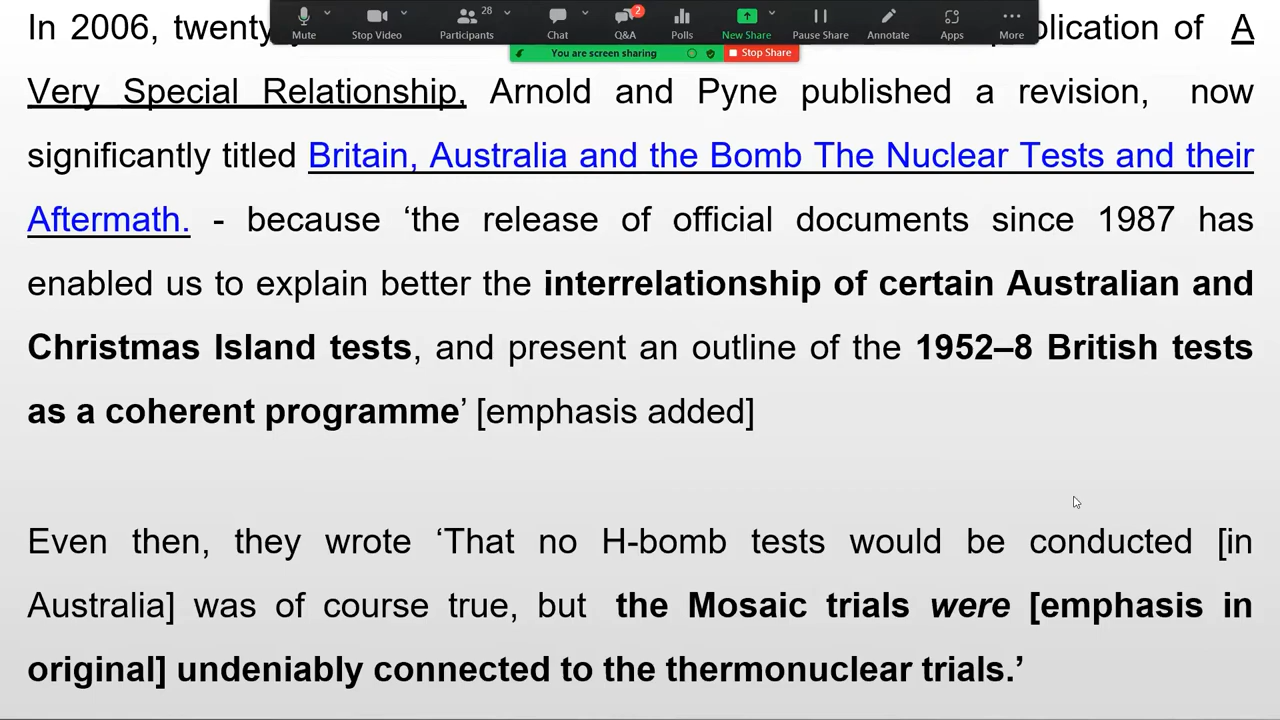 Mute
Stop Video
Participants
28
Chat
Q&A
2
Polls
New Share
Pause Share
Annotate
Apps
More
You are screen sharing
Stop Share
In 2006, twenty
of A
Very Special Relationship, Arnold and Pyne published a revision, now
significantly titled Britain, Australia and the Bomb The Nuclear Tests and their
Aftermath. - because ‘the release of official documents since 1987 has
enabled us to explain better the interrelationship of certain Australian and
Christmas Island tests, and present an outline of the 1952–8 British tests
as a coherent programme’ [emphasis added]
Even then, they wrote ‘That no H-bomb tests would be conducted [in
Australia] was of course true, but the Mosaic trials were [emphasis in
original] undeniably connected to the thermonuclear trials.’